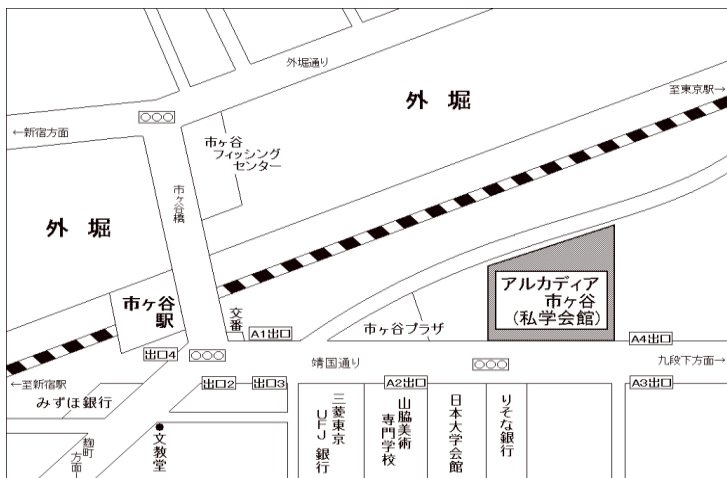 外堀通り
外 堀
至東京駅→
○○○
←新宿方面
市ヶ谷
フィッシング
センター
市ヶ谷橋
外 堀
アルカディア
市ヶ谷
(私学会館)
市ヶ谷
駅
交番
A1出口
市ヶ谷プラザ
A4出口
出口4
○○○
靖国通り
○○○
九段下方面→
←至新宿駅
みずほ銀行
出口2
出口3
A2出口
A3出口
麹町
方面↓
文教堂
三菱東京
UFJ 銀行
山脇美術
専門学校
日本大学会館
りそな銀行